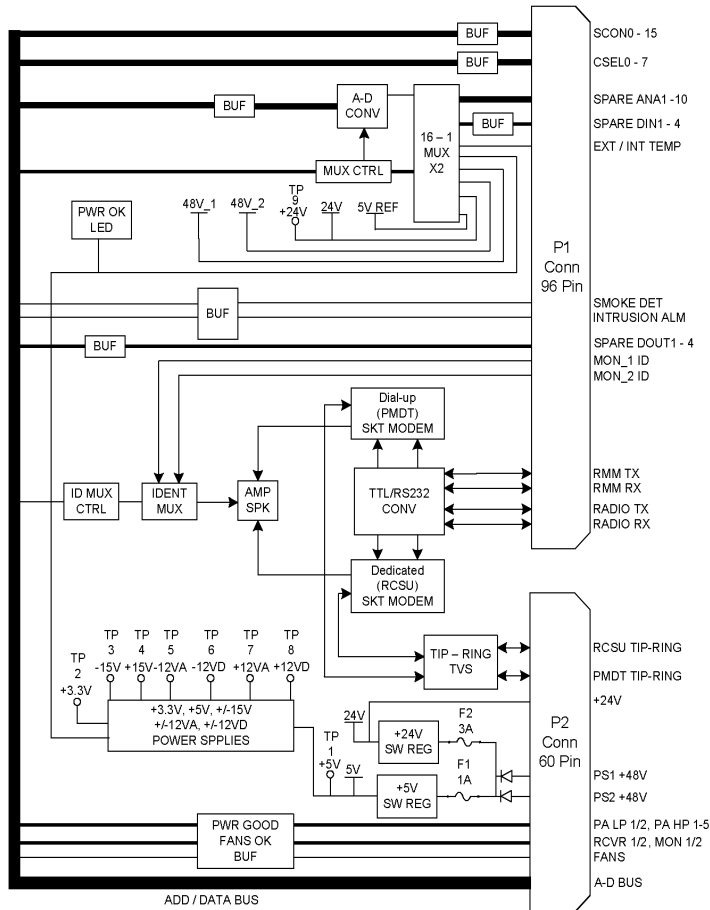 BUF
SCON0 - 15
BUF
CSEL0 - 7
A-D
CONV
BUF
SPARE ANA1 -10
16 – 1
MUX
X2
BUF
SPARE DIN1 - 4
EXT / INT TEMP
MUX CTRL
PWR OK
LED
48V_1
48V_2
TP
9
+24V
24V
5V REF
P1
Conn
96 Pin
BUF
SMOKE DET
INTRUSION ALM
BUF
SPARE DOUT1 - 4
MON_1 ID
MON_2 ID
Dial-up
(PMDT)
SKT MODEM
ID MUX
CTRL
IDENT
MUX
AMP
SPK
TTL/RS232
CONV
RMM TX
RMM RX
RADIO TX
RADIO RX
Dedicated
(RCSU)
SKT MODEM
TIP – RING
TVS
RCSU TIP-RING
PMDT TIP-RING
+24V
TP
2
+3.3V
TP
3
-15V
TP
4
+15V
TP
5
-12VA
TP
6
-12VD
TP
7
+12VA
TP
8
+12VD
+3.3V, +5V, +/-15V
+/-12VA, +/-12VD
POWER SPPLIES
TP
1
+5V
5V
24V
+24V
SW REG
F2
3A
+5V
SW REG
F1
1A
P2
Conn
60 Pin
PS1 +48V
PS2 +48V
PWR GOOD
FANS OK
BUF
PA LP 1/2, PA HP 1-5
RCVR 1/2, MON 1/2
FANS
A-D BUS
ADD / DATA BUS